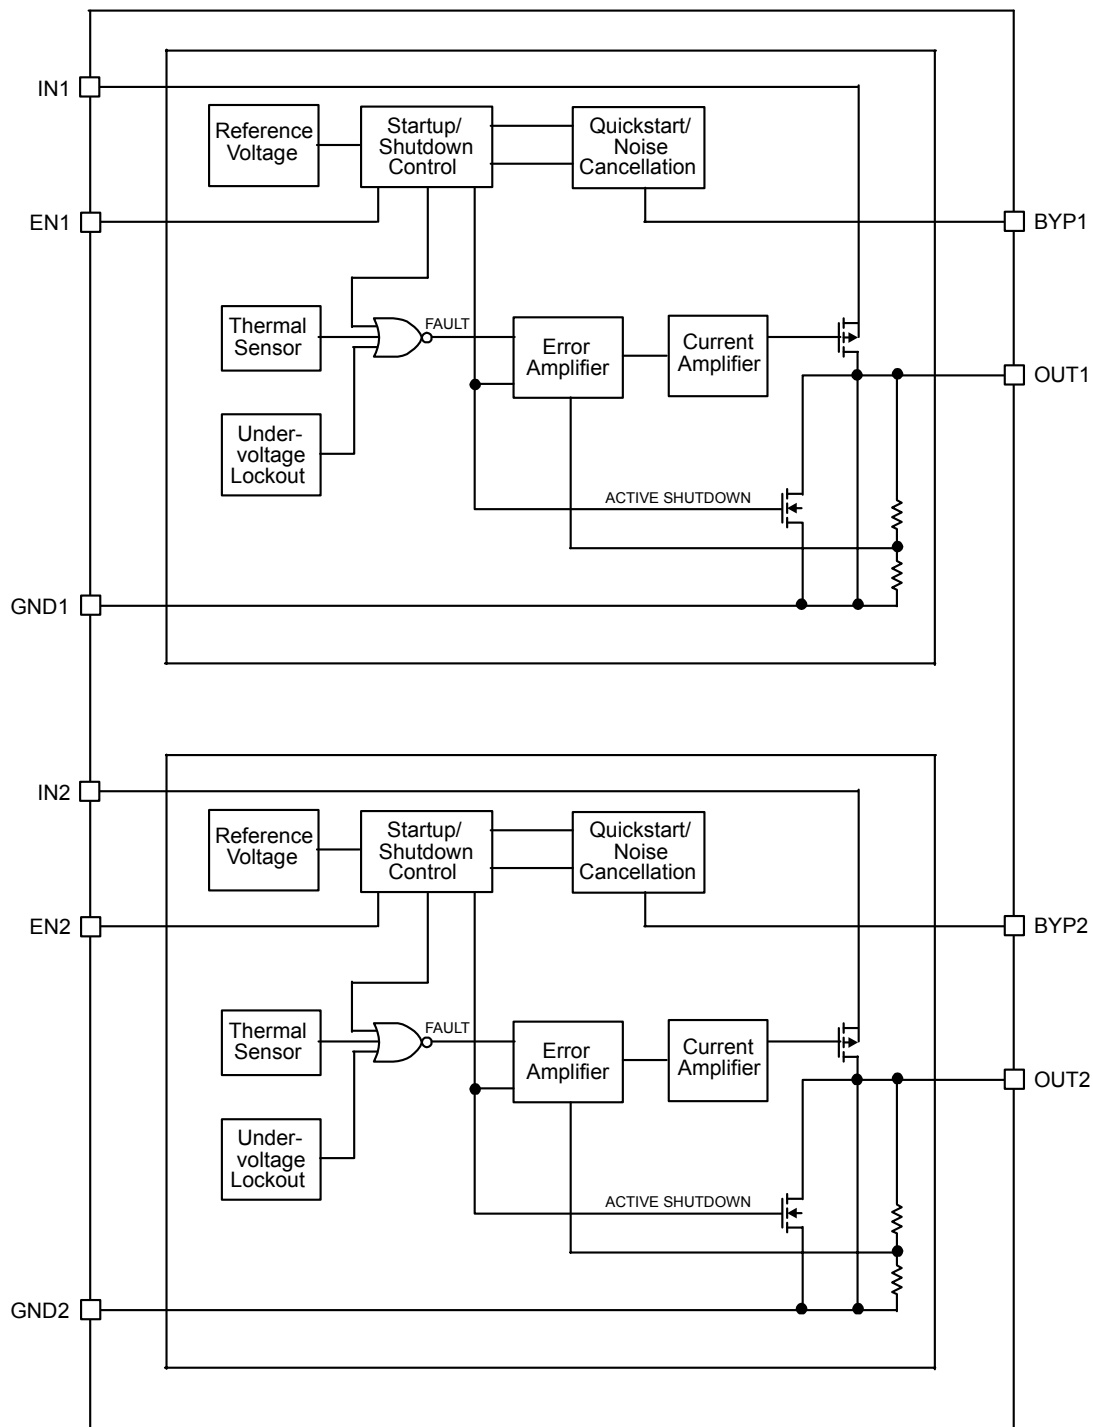 IN1
Reference
Voltage
Startup/
Shutdown
Control
Quickstart/
Noise
Cancellation
EN1
BYP1
Thermal
Sensor
FAULT
Error
Amplifier
Current
Amplifier
OUT1
Under-
voltage
Lockout
ACTIVE SHUTDOWN
GND1
IN2
Reference
Voltage
Startup/
Shutdown
Control
Quickstart/
Noise
Cancellation
EN2
BYP2
Thermal
Sensor
FAULT
Error
Amplifier
Current
Amplifier
OUT2
Under-
voltage
Lockout
ACTIVE SHUTDOWN
GND2